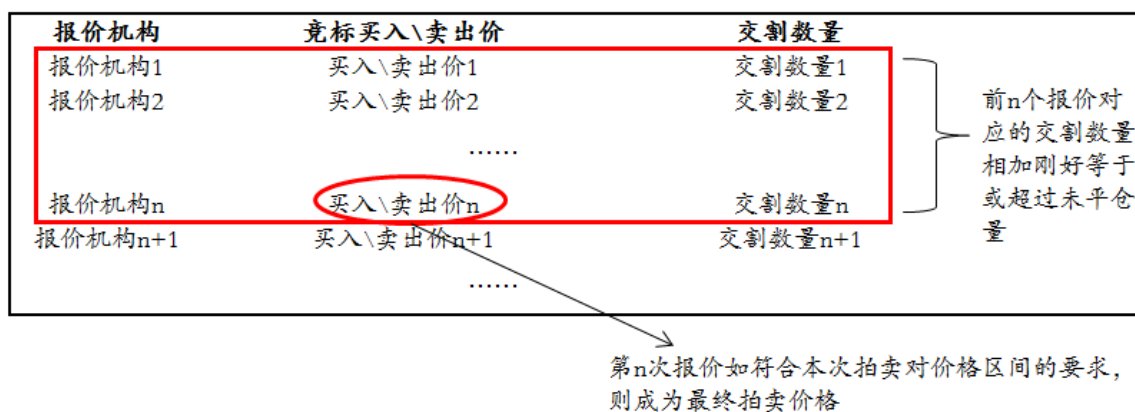 报价机构 竞标买入\卖出价 交割数量
报价机构1 买入\卖出价1 交割数量1
报价机构2 买入\卖出价2 交割数量2
……
报价机构n 买入\卖出价n 交割数量n
报价机构n+1 买入\卖出价n+1 交割数量n+1
……
前n个报价对
应的交割数量
相加刚好等于
或超过未平仓
量
第n次报价如符合本次拍卖对价格区间的要求，
则成为最终拍卖价格